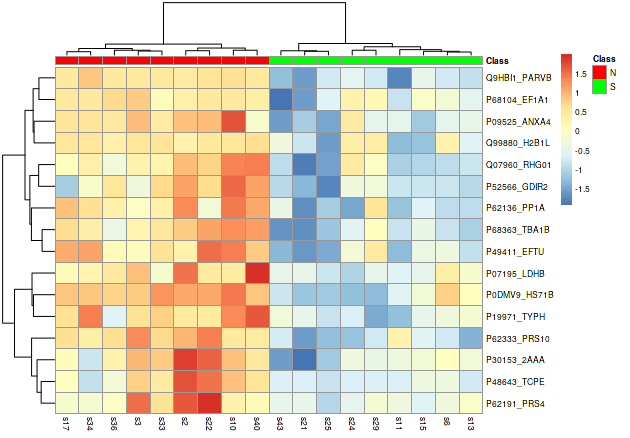 Class
Q9HBI1_PARVB
P68104_EF1A1
P09525_ANXA4
Q99880_H2B1L
Q07960_RHG01
P52566_GDIR2
P62136_PP1A
P68363_TBA1B
P49411_EFTU
P07195_LDHB
P0DMV9_HS71B
P19971_TYPH
P62333_PRS10
P30153_2AAA
P48643_TCPE
P62191_PRS4
s17 s34 s36 s3 s33 s2 s22 s10 s40 s43 s21 s25 s24 s29 s11 s15 s6 s13
1.5
1
0.5
0
-0.5
-1
-1.5
Class
N
S